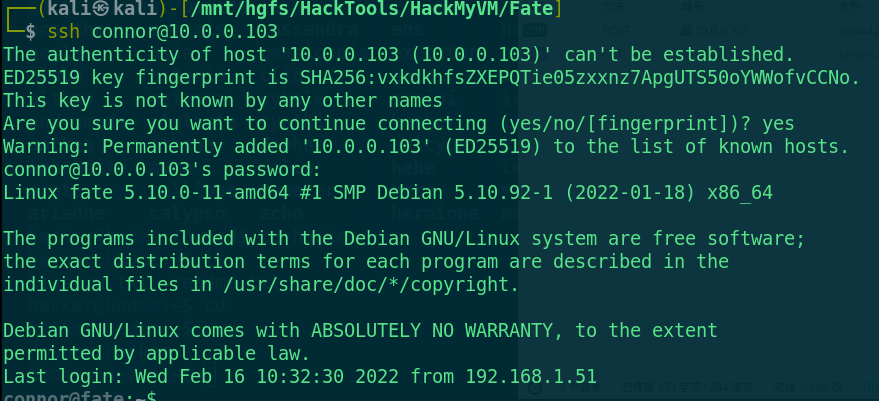 ┌──(kali㉿kali)-[/mnt/hgfs/HackTools/HackMyVM/Fate]
└─$ ssh connor@10.0.0.103
The authenticity of host '10.0.0.103 (10.0.0.103)' can't be established.
ED25519 key fingerprint is SHA256:vxkdkhfsZXEPQTie05zxxnz7ApgUTS50oYWWofvCCNo.
This key is not known by any other names
Are you sure you want to continue connecting (yes/no/[fingerprint])? yes
Warning: Permanently added '10.0.0.103' (ED25519) to the list of known hosts.
connor@10.0.0.103's password:
Linux fate 5.10.0-11-amd64 #1 SMP Debian 5.10.92-1 (2022-01-18) x86_64
The programs included with the Debian GNU/Linux system are free software;
the exact distribution terms for each program are described in the
individual files in /usr/share/doc/*/copyright.
Debian GNU/Linux comes with ABSOLUTELY NO WARRANTY, to the extent
permitted by applicable law.
Last login: Wed Feb 16 10:32:30 2022 from 192.168.1.51
connor@fate:~$